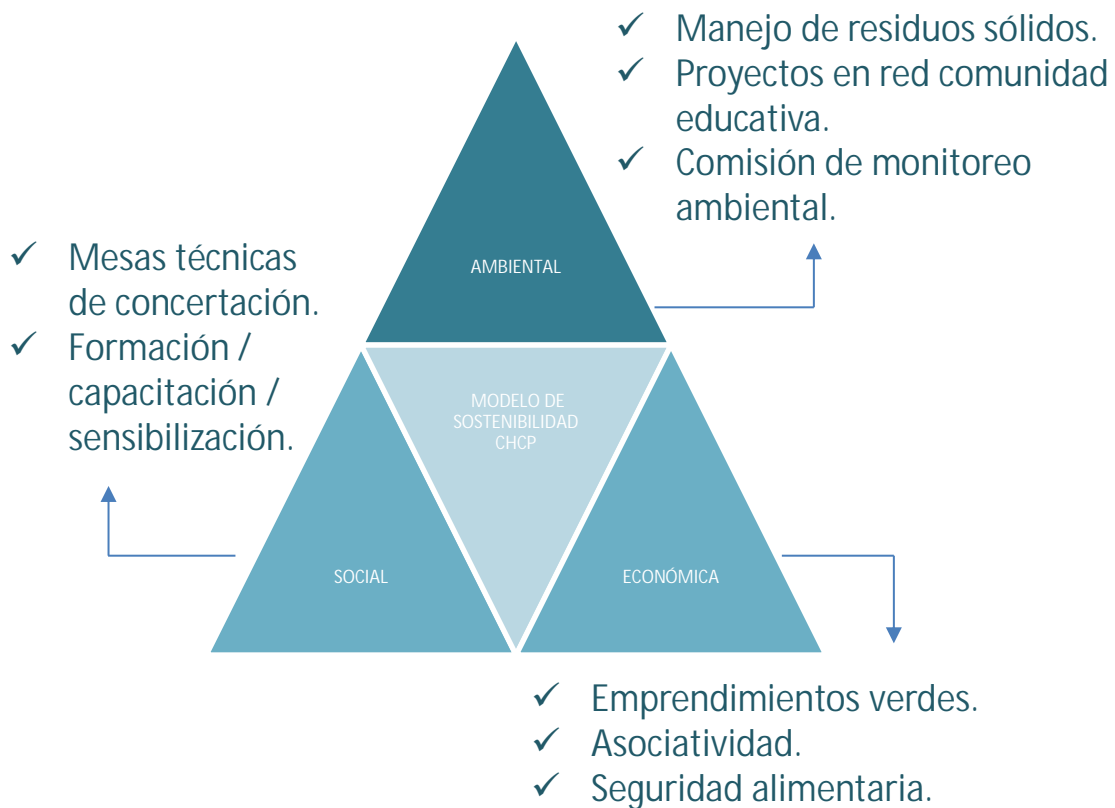 ✓ Manejo de residuos sólidos.
✓ Proyectos en red comunidad
educativa.
✓ Comisión de monitoreo
ambiental.
✓ Mesas técnicas
de concertación.
✓ Formación /
capacitación /
sensibilización.
AMBIENTAL
MODELO DE
SOSTENIBILIDAD
CHCP
SOCIAL
ECONÓMICA
✓ Emprendimientos verdes.
✓ Asociatividad.
✓ Seguridad alimentaria.